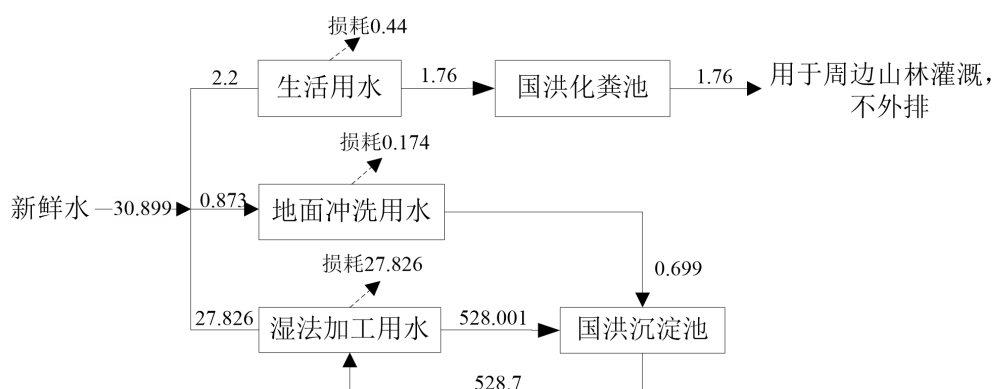 损耗0.44
2.2
生活用水
1.76
国洪化粪池
1.76
用于周边山林灌溉，
不外排
损耗0.174
新鲜水
30.899
0.873
地面冲洗用水
0.699
损耗27.826
27.826
湿法加工用水
528.001
国洪沉淀池
528.7